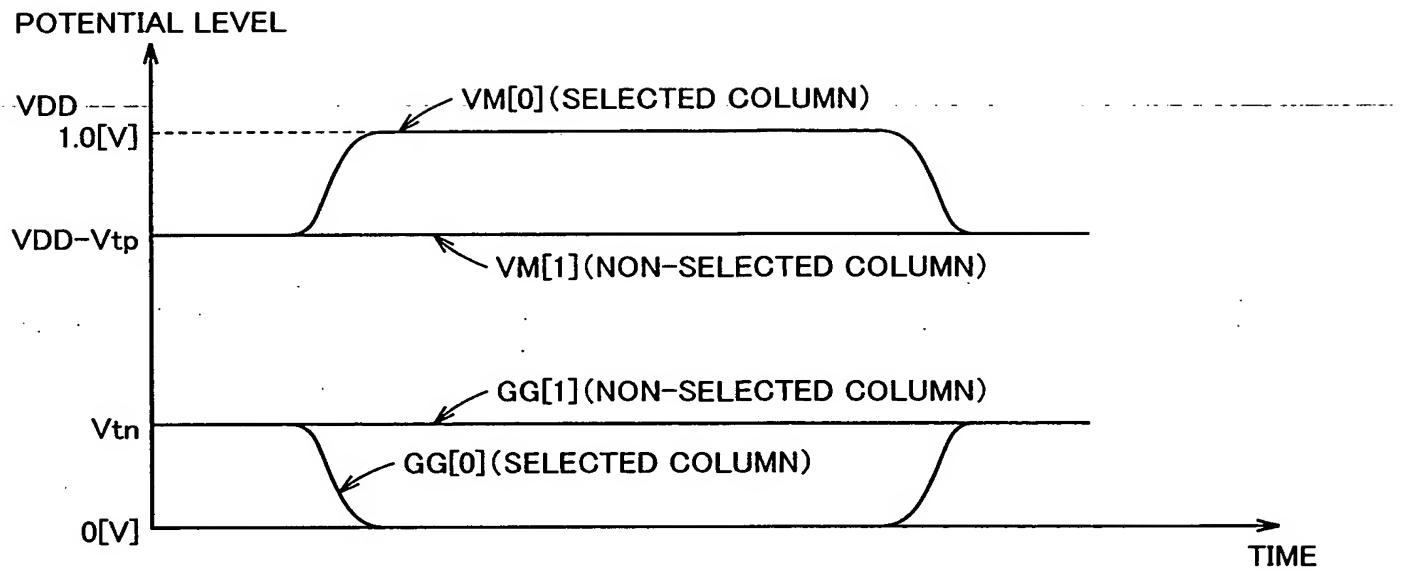 POTENTIAL LEVEL
VDD
VM[0](SELECTED COLUMN)
1.0[V]
VDD-Vtp
VM[1](NON-SELECTED COLUMN)
GG[1](NON-SELECTED COLUMN)
Vtn
GG[0](SELECTED COLUMN)
0[V]
TIME